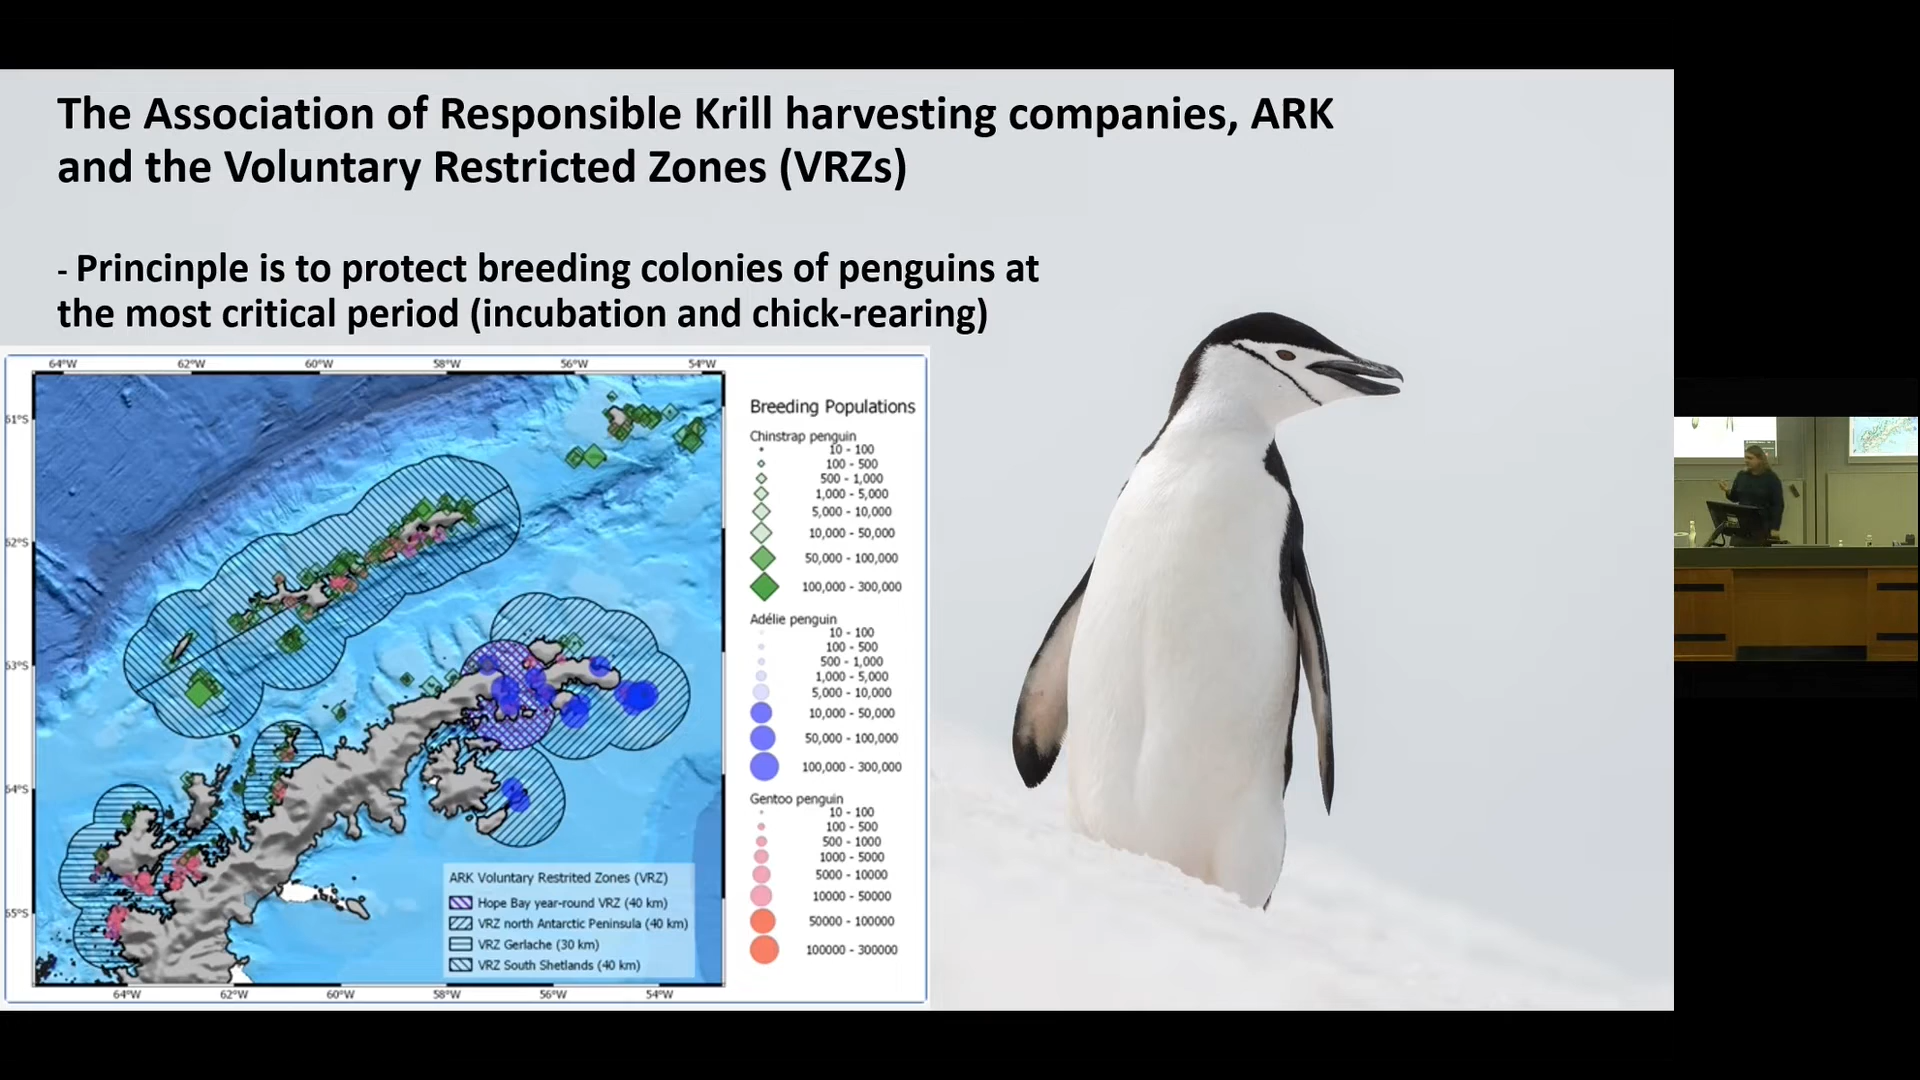 The Association of Responsible Krill harvesting companies, ARK
and the Voluntary Restricted Zones (VRZs)
- Princinple is to protect breeding colonies of penguins at
the most critical period (incubation and chick-rearing)
64°W 62°W 60°W 58°W 56°W 54°W
61°S
62°S
63°S
64°S
65°S
64°W 62°W 60°W 58°W 56°W 54°W
ARK Voluntary Restrited Zones (VRZ)
Hope Bay year-round VRZ (40 km)
VRZ north Antarctic Peninsula (40 km)
VRZ Gerlache (30 km)
VRZ South Shetlands (40 km)
Breeding Populations
Chinstrap penguin
10 - 100
100 - 500
500 - 1,000
1,000 - 5,000
5,000 - 10,000
10,000 - 50,000
50,000 - 100,000
100,000 - 300,000
Adélie penguin
10 - 100
100 - 500
500 - 1,000
1,000 - 5,000
5,000 - 10,000
10,000 - 50,000
50,000 - 100,000
100,000 - 300,000
Gentoo penguin
10 - 100
100 - 500
500 - 1000
1000 - 5000
5000 - 10000
10000 - 50000
50000 - 100000
100000 - 300000